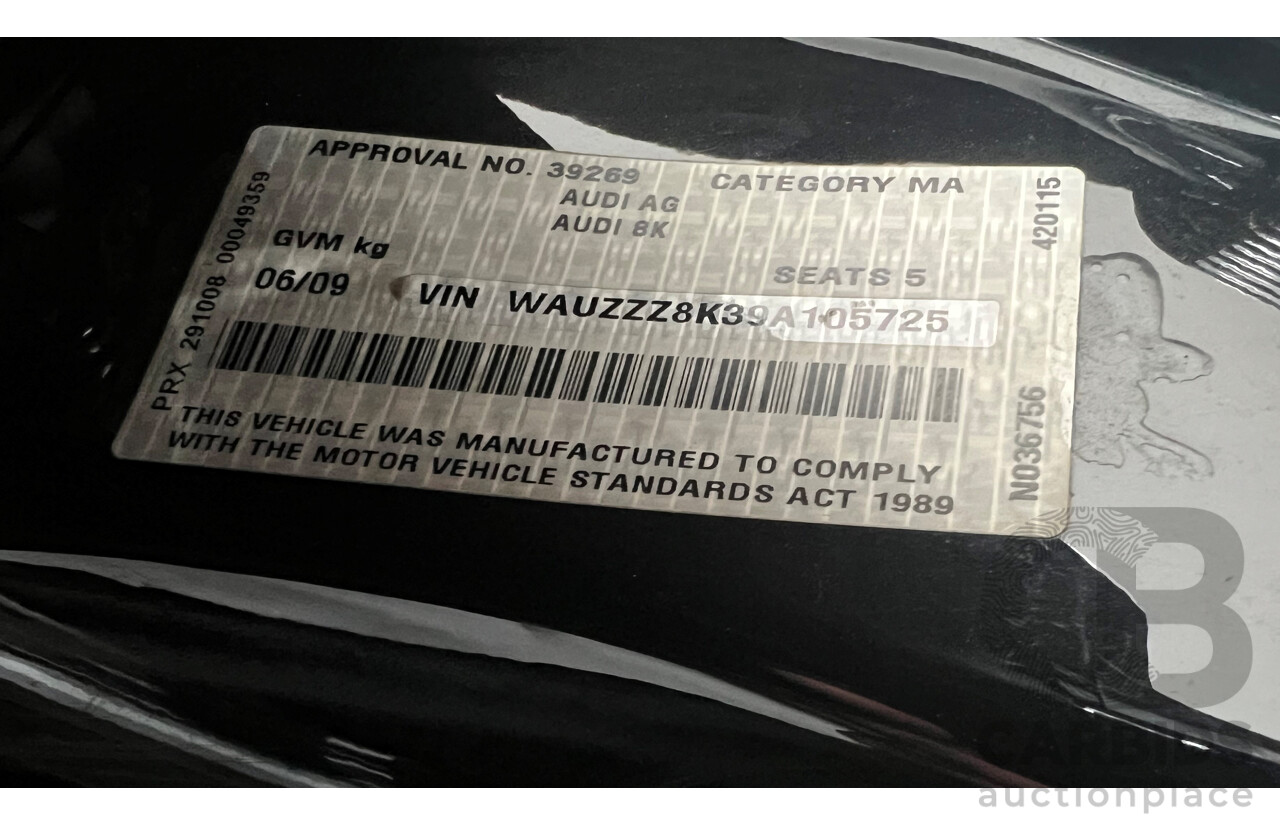 APPROVAL NO. 39269 CATEGORY MA
AUDI AG
AUDI 8K
GVM kg
SEATS 5
06/09
VIN WAUZZZ8K39A105725
THIS VEHICLE WAS MANUFACTURED TO COMPLY
WITH THE MOTOR VEHICLE STANDARDS ACT 1989
PRX 291008 00049359
420115
N036756
B
CARBIDS
auctionplace